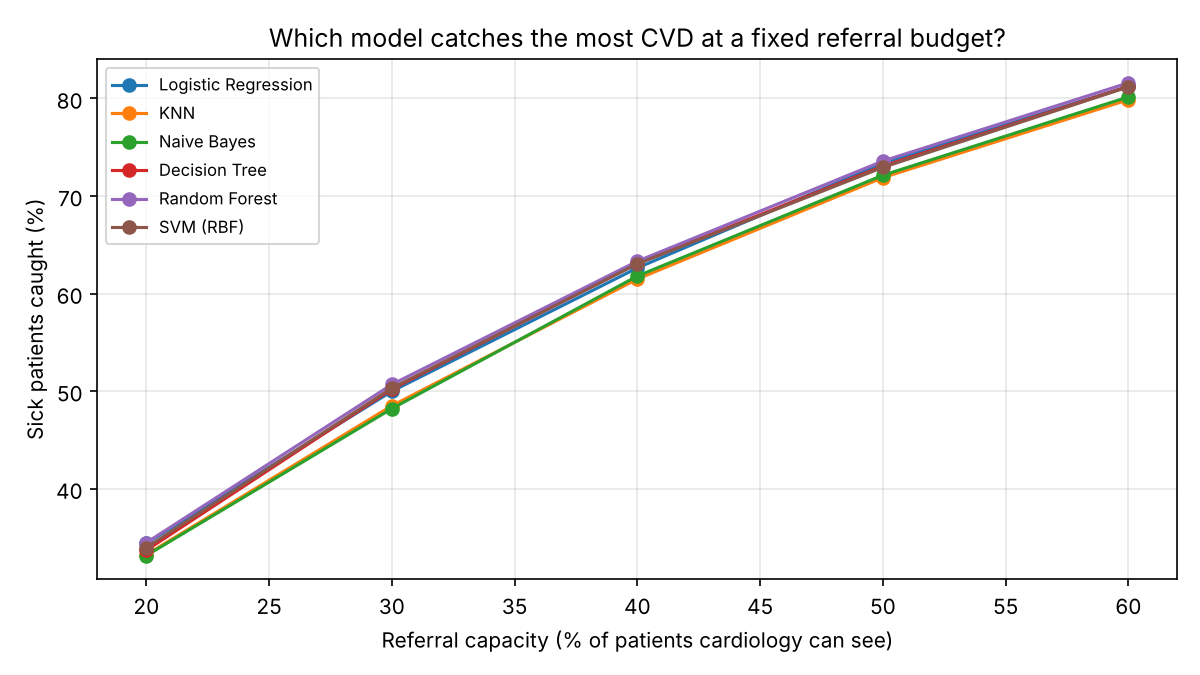 Which model catches the most CVD at a fixed referral budget?
Logistic Regression
KNN
Naive Bayes
Decision Tree
Random Forest
SVM (RBF)
Sick patients caught (%)
80
70
60
50
40
20 25 30 35 40 45 50 55 60
Referral capacity (% of patients cardiology can see)